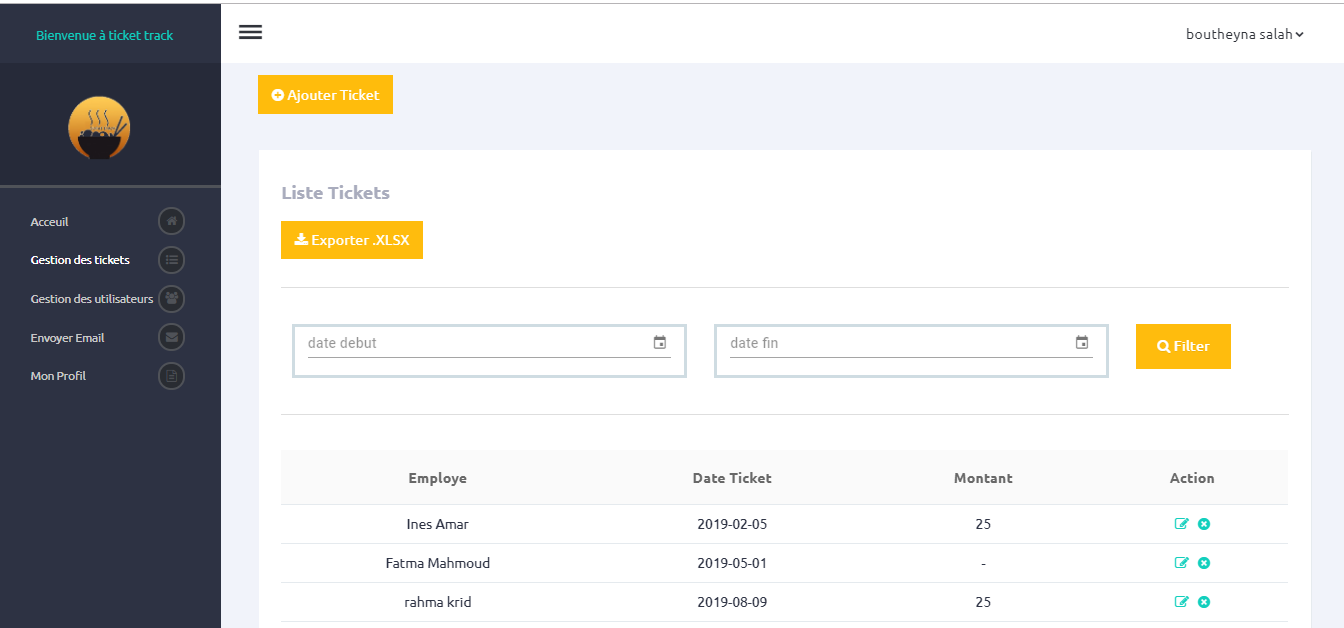 Bienvenue à ticket track
boutheyna salah
Ajouter Ticket
Acceuil
Gestion des tickets
Gestion des utilisateurs
Envoyer Email
Mon Profil
Liste Tickets
Exporter .XLSX
date debut
date fin
Filter
Employe Date Ticket Montant Action
Ines Amar 2019-02-05 25
Fatma Mahmoud 2019-05-01 -
rahma krid 2019-08-09 25